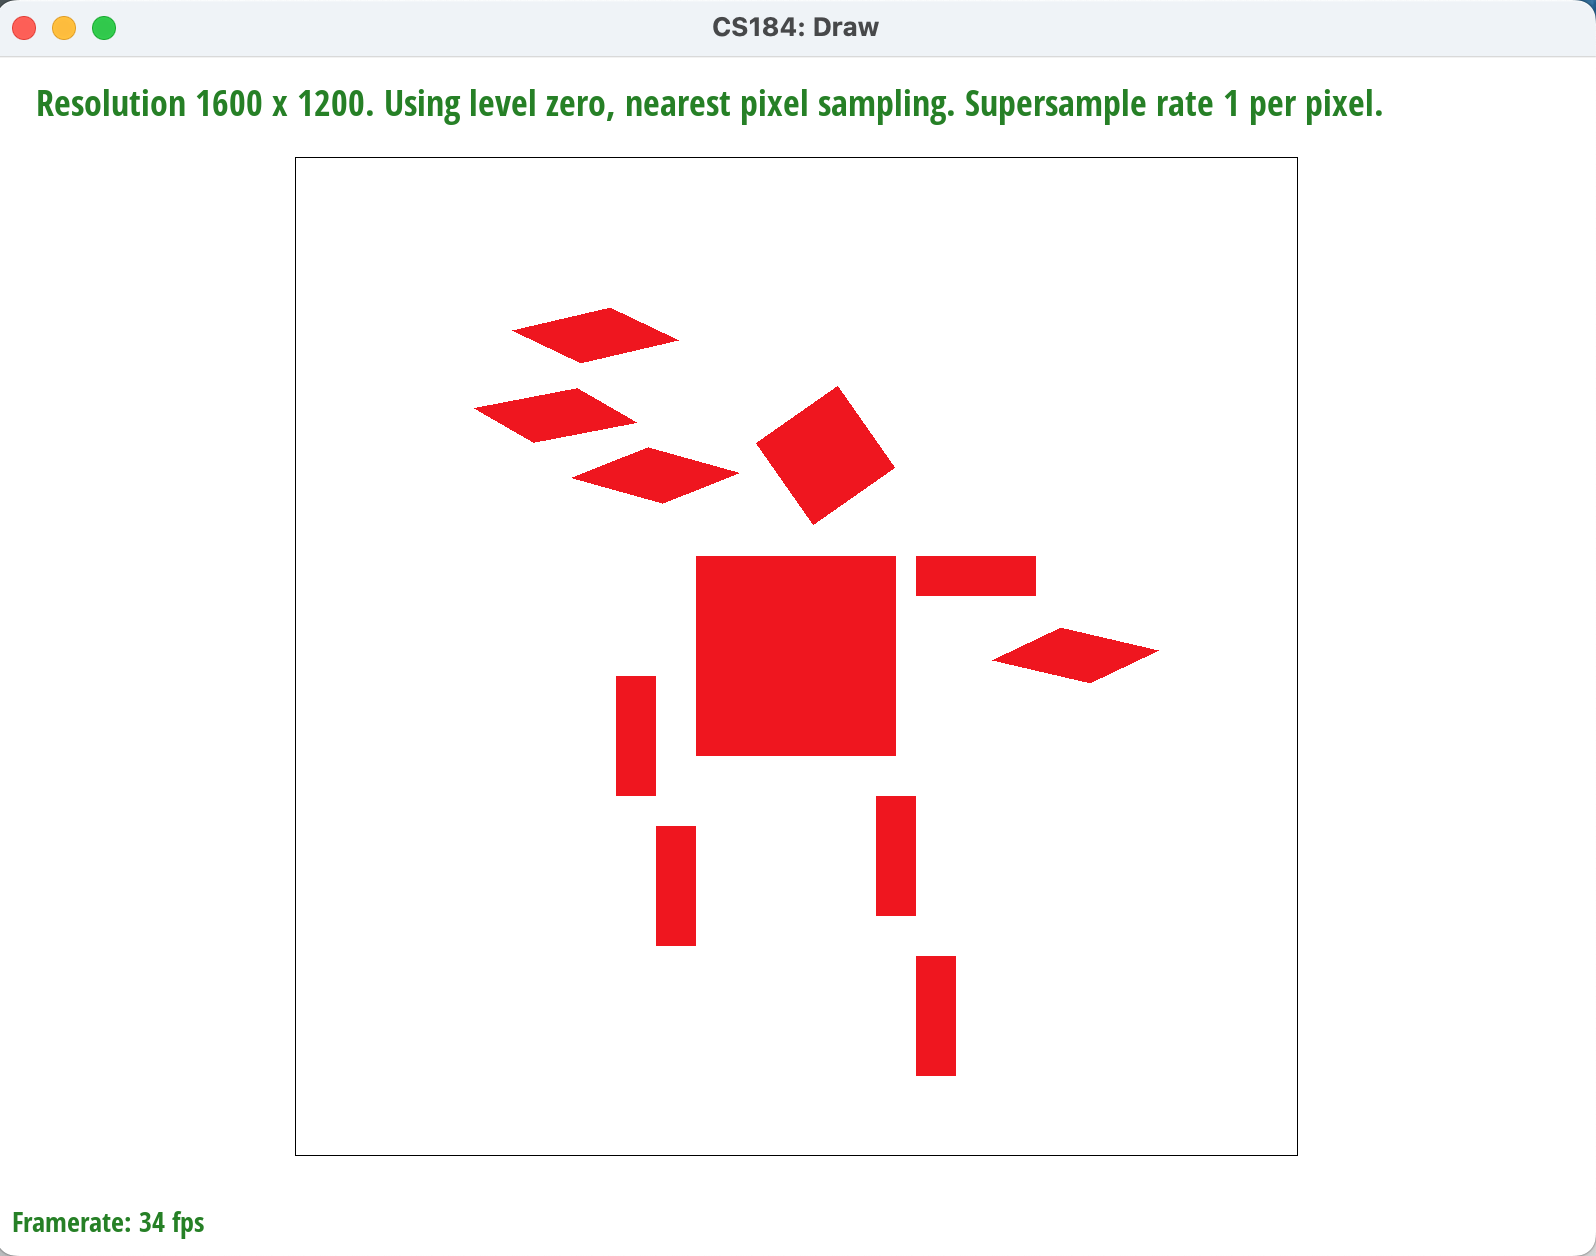 CS184: Draw
Resolution 1600 x 1200. Using level zero, nearest pixel sampling. Supersample rate 1 per pixel.
Framerate: 34 fps